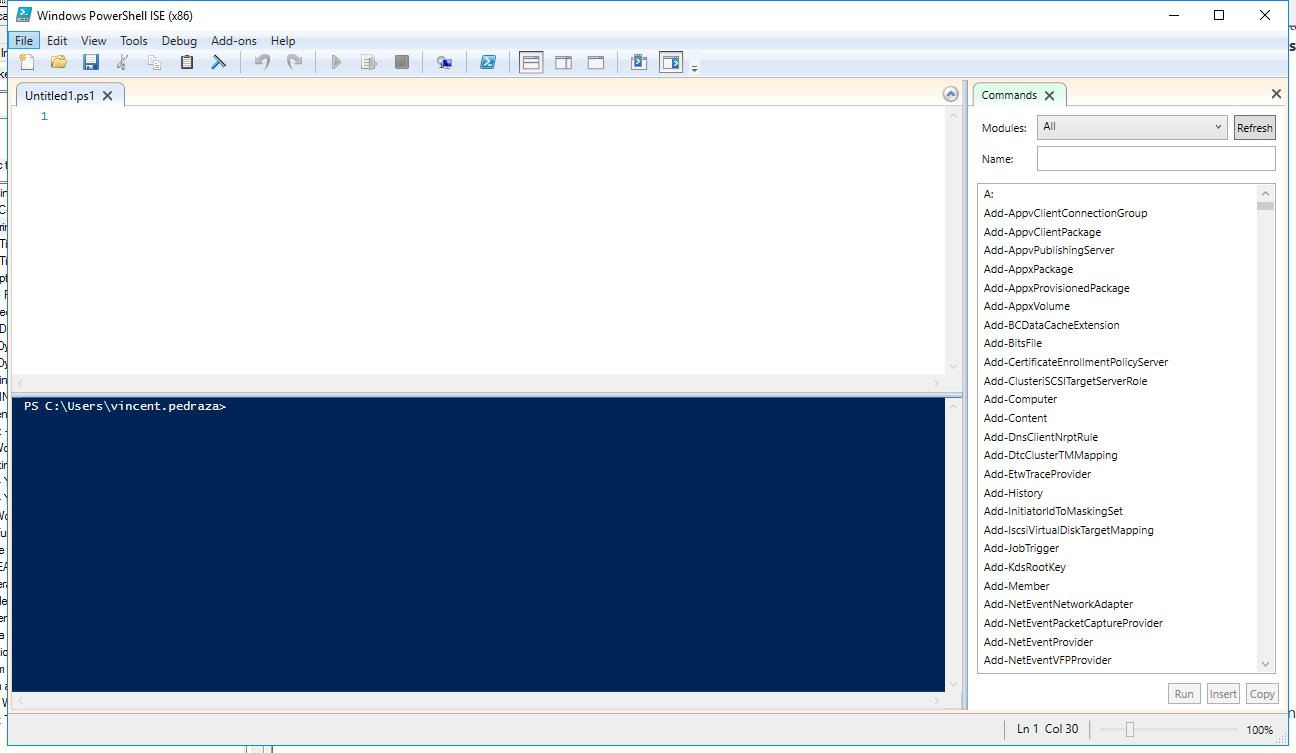 Windows PowerShell ISE (x86)
File Edit View Tools Debug Add-ons Help
Untitled1.ps1
1
PS C:\Users\vincent.pedraza>
Commands
Modules: All Refresh
Name:
A:
Add-AppvClientConnectionGroup
Add-AppvClientPackage
Add-AppvPublishingServer
Add-AppxPackage
Add-AppxProvisionedPackage
Add-AppxVolume
Add-BCDataCacheExtension
Add-BitsFile
Add-CertificateEnrollmentPolicyServer
Add-ClusteriSCSITargetServerRole
Add-Computer
Add-Content
Add-DnsClientNrptRule
Add-DtcClusterTMMapping
Add-EtwTraceProvider
Add-History
Add-InitiatorIdToMaskingSet
Add-IscsiVirtualDiskTargetMapping
Add-JobTrigger
Add-KdsRootKey
Add-Member
Add-NetEventNetworkAdapter
Add-NetEventPacketCaptureProvider
Add-NetEventProvider
Add-NetEventVFPProvider
Run Insert Copy
Ln 1 Col 30 100%